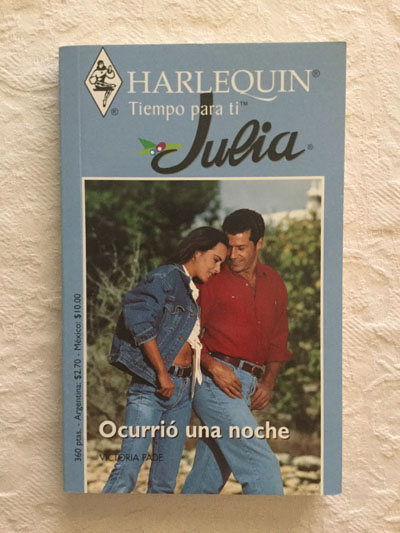 HARLEQUIN®
Tiempo para ti™
Julia®
®
360 ptas. - Argentina: $2.70 - México: $10.00
Ocurrió una noche
VICTORIA PADE